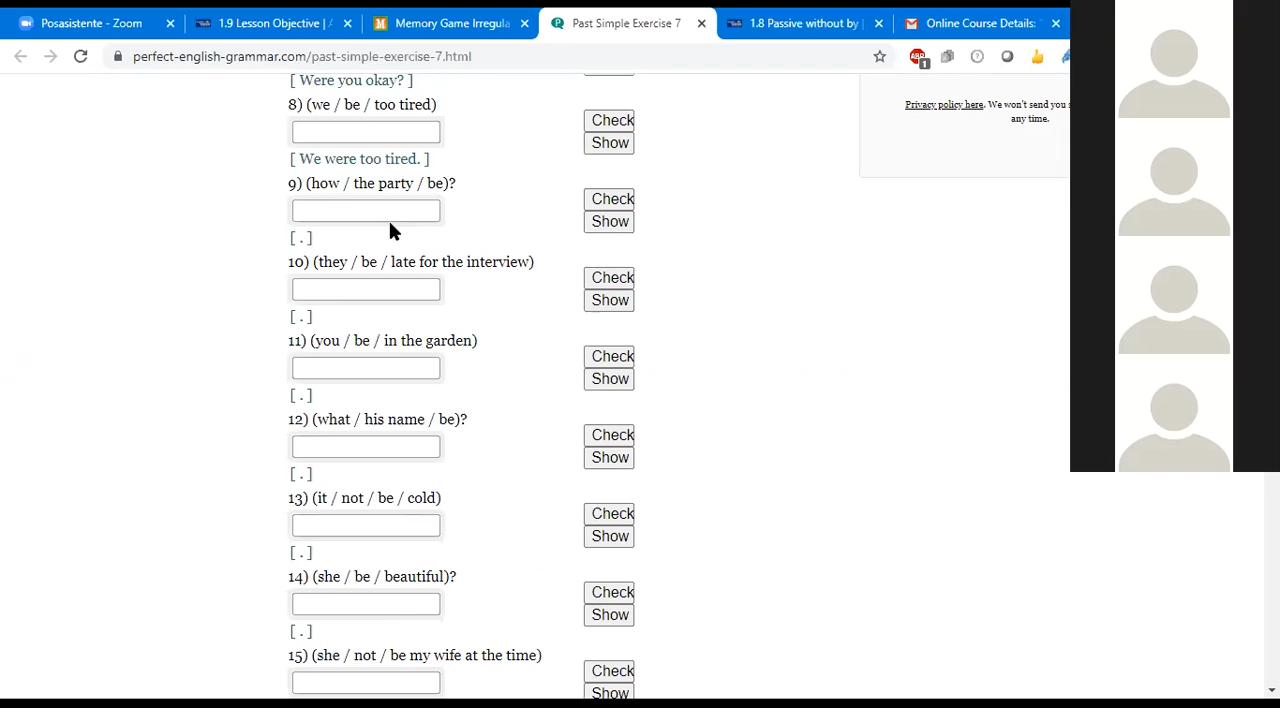 Posasistente - Zoom
1.9 Lesson Objective | A
Memory Game Irregula
Past Simple Exercise 7
1.8 Passive without by |
Online Course Details:
perfect-english-grammar.com/past-simple-exercise-7.html
ABP
1
[ Were you okay? ]
8) (we / be / too tired)
Check
Show
[ We were too tired. ]
9) (how / the party / be)?
Check
Show
[ . ]
10) (they / be / late for the interview)
Check
Show
[ . ]
11) (you / be / in the garden)
Check
Show
[ . ]
12) (what / his name / be)?
Check
Show
[ . ]
13) (it / not / be / cold)
Check
Show
[ . ]
14) (she / be / beautiful)?
Check
Show
[ . ]
15) (she / not / be my wife at the time)
Check
Show
Privacy policy here. We won't send you s
any time.